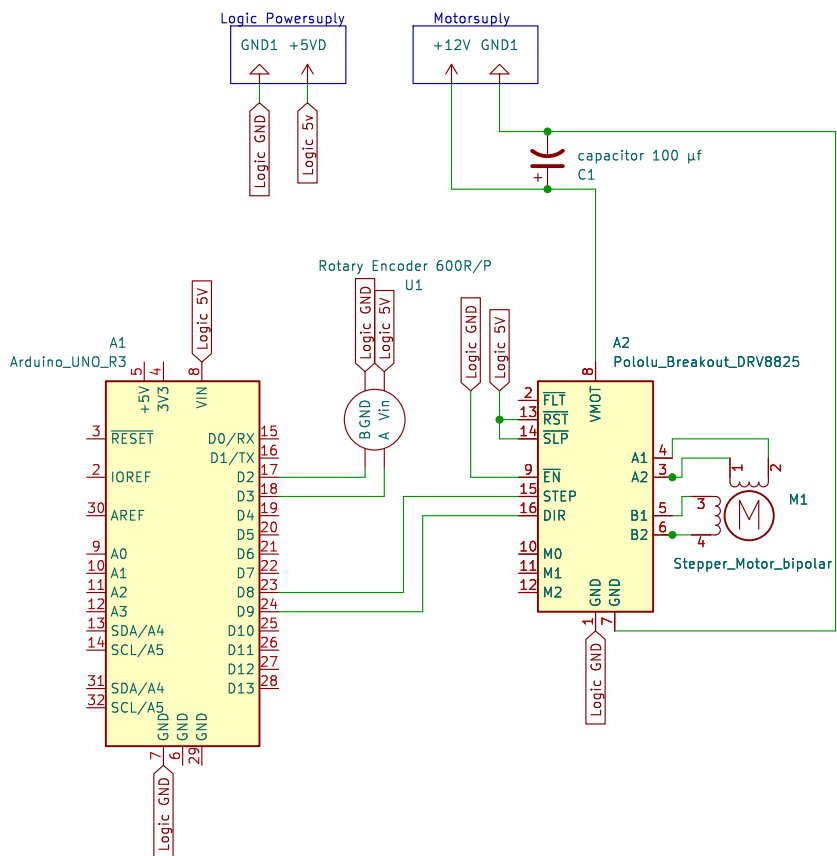 Logic Powersuply
GND1 +5VD
Logic GND
Logic 5v
Motorsuply
+12V GND1
capacitor 100 µf
C1
+
Rotary Encoder 600R/P
U1
Logic GND
Logic 5V
B GND
A Vin
Logic 5V
A1
Arduino_UNO_R3
5 4 8
+5V 3V3 VIN
3 RESET
2 IOREF
30 AREF
9 A0
10 A1
11 A2
12 A3
13 SDA/A4
14 SCL/A5
31 SDA/A4
32 SCL/A5
D0/RX 15
D1/TX 16
D2 17
D3 18
D4 19
D5 20
D6 21
D7 22
D8 23
D9 24
D10 25
D11 26
D12 27
D13 28
GND GND GND
7 6 29
Logic GND
Logic GND
Logic 5V
A2
Pololu_Breakout_DRV8825
8
VMOT
2 FLT
13 RST
14 SLP
9 EN
15 STEP
16 DIR
10 M0
11 M1
12 M2
A1 4
A2 3
B1 5
B2 6
GND GND
1 7
Logic GND
1 2
3
4
M
M1
Stepper_Motor_bipolar